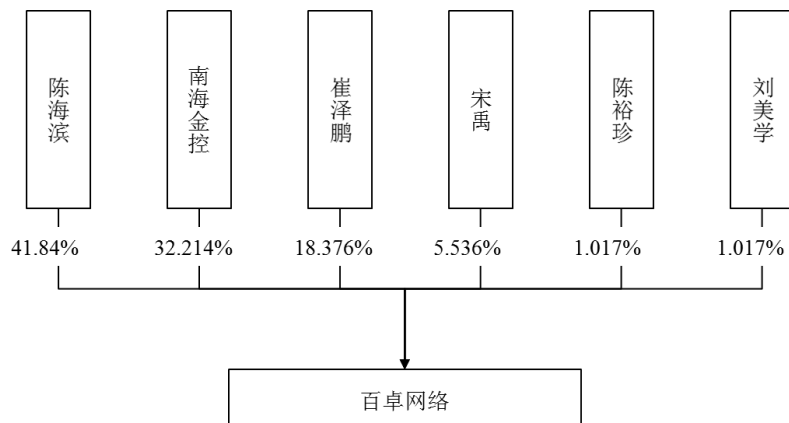 陈海滨
南海金控
崔泽鹏
宋禹
陈裕珍
刘美学
41.84%
32.214%
18.376%
5.536%
1.017%
1.017%
百卓网络